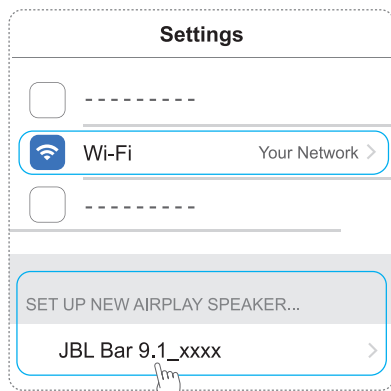 Settings
---------
Wi-Fi Your Network >
---------
SET UP NEW AIRPLAY SPEAKER...
JBL Bar 9.1_xxxx >